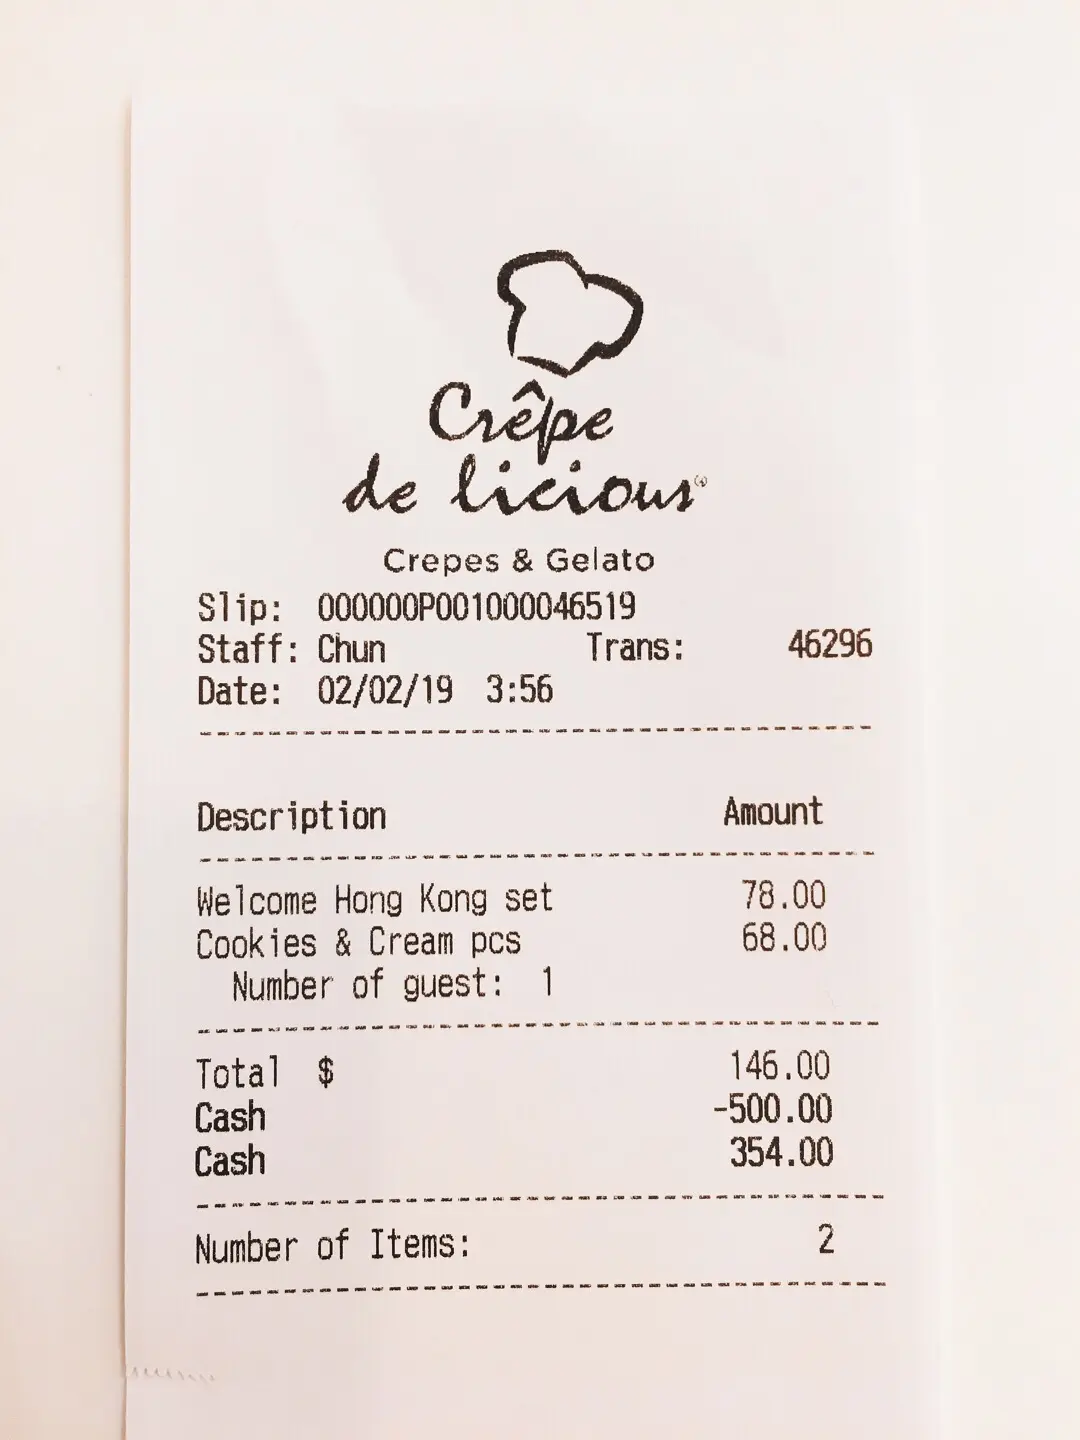 Crêpe
de licious®
Crepes & Gelato
Slip: 000000P001000046519
Staff: Chun Trans: 46296
Date: 02/02/19 3:56
Description Amount
Welcome Hong Kong set 78.00
Cookies & Cream pcs 68.00
Number of guest: 1
Total $ 146.00
Cash -500.00
Cash 354.00
Number of Items: 2